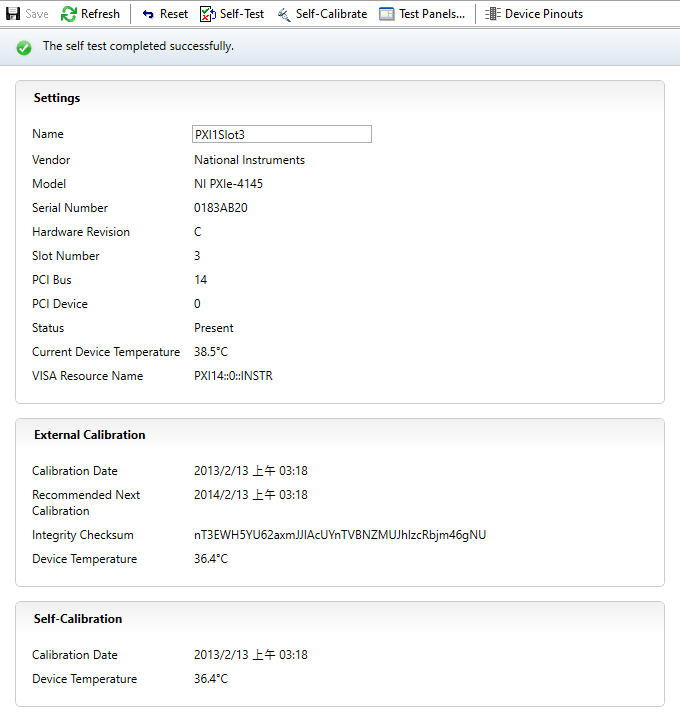 Save Refresh Reset Self-Test Self-Calibrate Test Panels... Device Pinouts
The self test completed successfully.
Settings
Name PXI1Slot3
Vendor National Instruments
Model NI PXIe-4145
Serial Number 0183AB20
Hardware Revision C
Slot Number 3
PCI Bus 14
PCI Device 0
Status Present
Current Device Temperature 38.5°C
VISA Resource Name PXI14::0::INSTR
External Calibration
Calibration Date 2013/2/13 上午 03:18
Recommended Next 2014/2/13 上午 03:18
Calibration
Integrity Checksum nT3EWH5YU62axmJJIAcUYnTVBNZMUJhIzcRbjm46gNU
Device Temperature 36.4°C
Self-Calibration
Calibration Date 2013/2/13 上午 03:18
Device Temperature 36.4°C